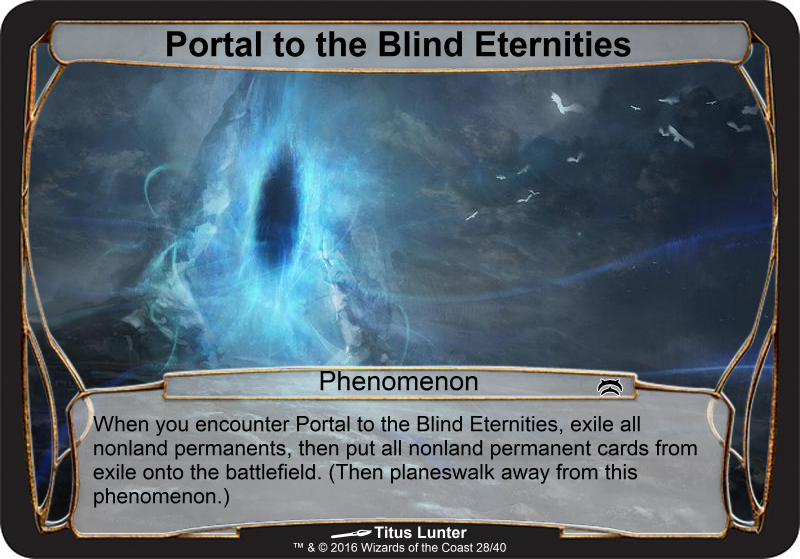 Portal to the Blind Eternities
Phenomenon
When you encounter Portal to the Blind Eternities, exile all
nonland permanents, then put all nonland permanent cards from
exile onto the battlefield. (Then planeswalk away from this
phenomenon.)
Titus Lunter
™ & © 2016 Wizards of the Coast 28/40